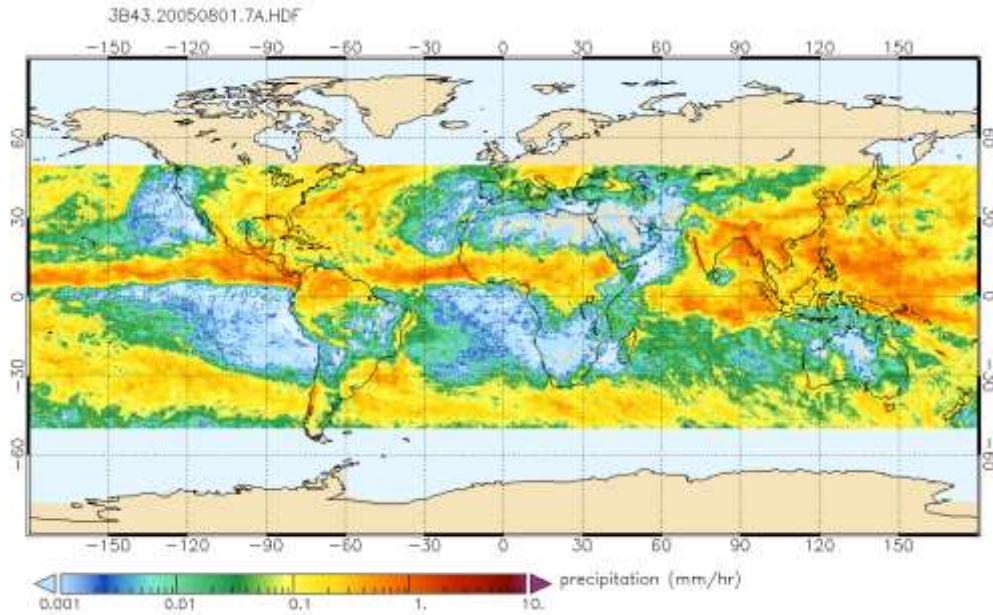 3B43.20050801.7A.HDF
−150 −120 −90 −60 −30 0 30 60 90 120 150
60 60
30 30
0 0
−30 −30
−60 −60
−150 −120 −90 −60 −30 0 30 60 90 120 150
0.001 0.01 0.1 1. 10. precipitation (mm/hr)